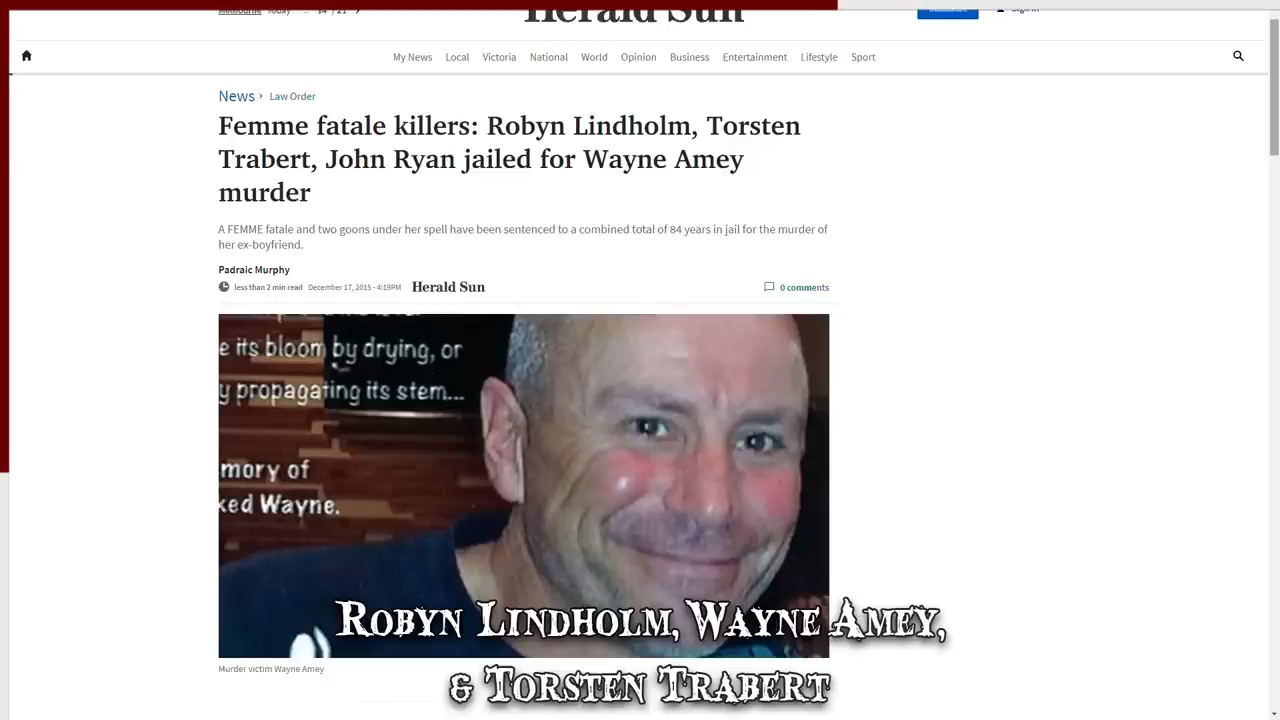 Herald Sun
My News Local Victoria National World Opinion Business Entertainment Lifestyle Sport
News › Law Order
Femme fatale killers: Robyn Lindholm, Torsten
Trabert, John Ryan jailed for Wayne Amey
murder
A FEMME fatale and two goons under her spell have been sentenced to a combined total of 84 years in jail for the murder of
her ex-boyfriend.
Padraic Murphy
less than 2 min read December 17, 2015 - 4:19PM Herald Sun 0 comments
e its bloom by drying, or
y propagating its stem...
mory of
ked Wayne.
Robyn Lindholm, Wayne Amey,
& Torsten Trabert
Murder victim Wayne Amey